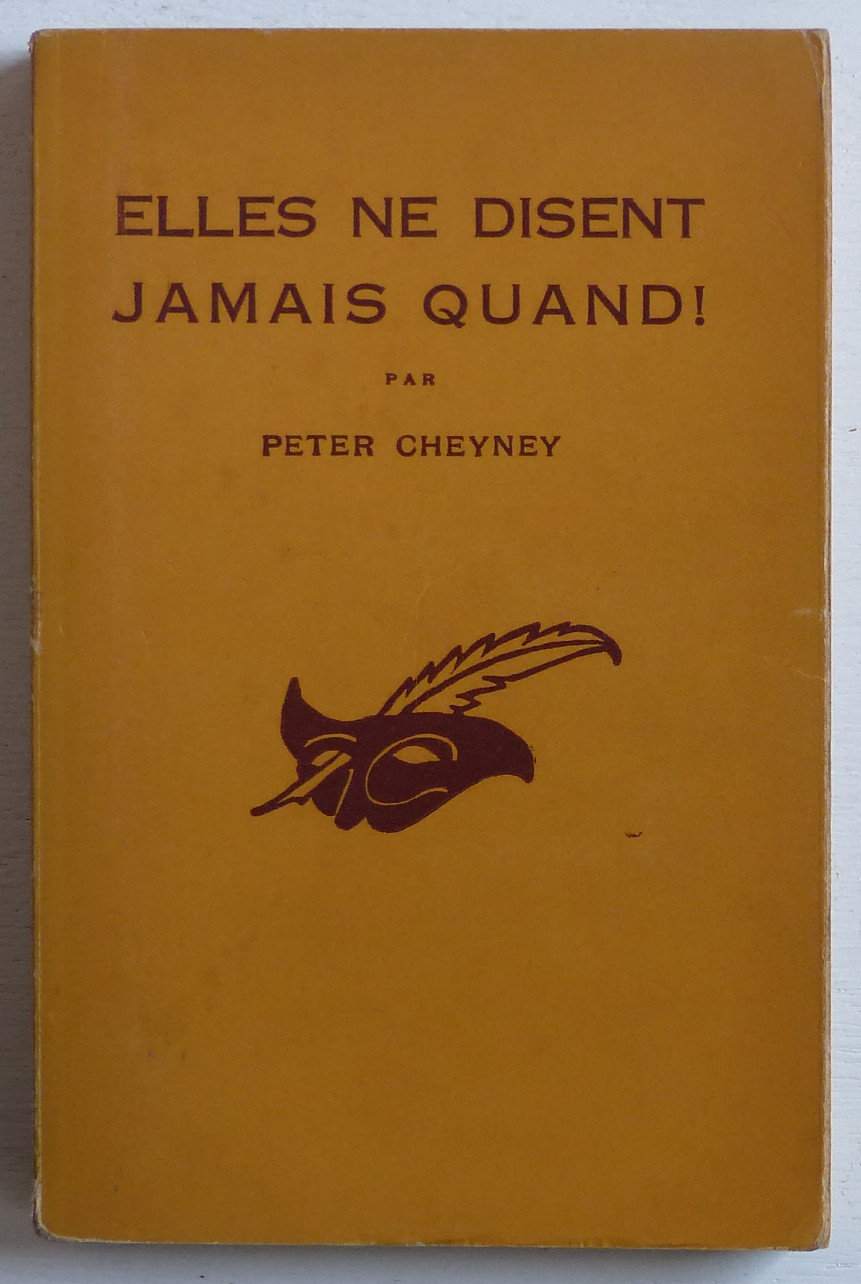 ELLES NE DISENT
JAMAIS QUAND!
PAR
PETER CHEYNEY